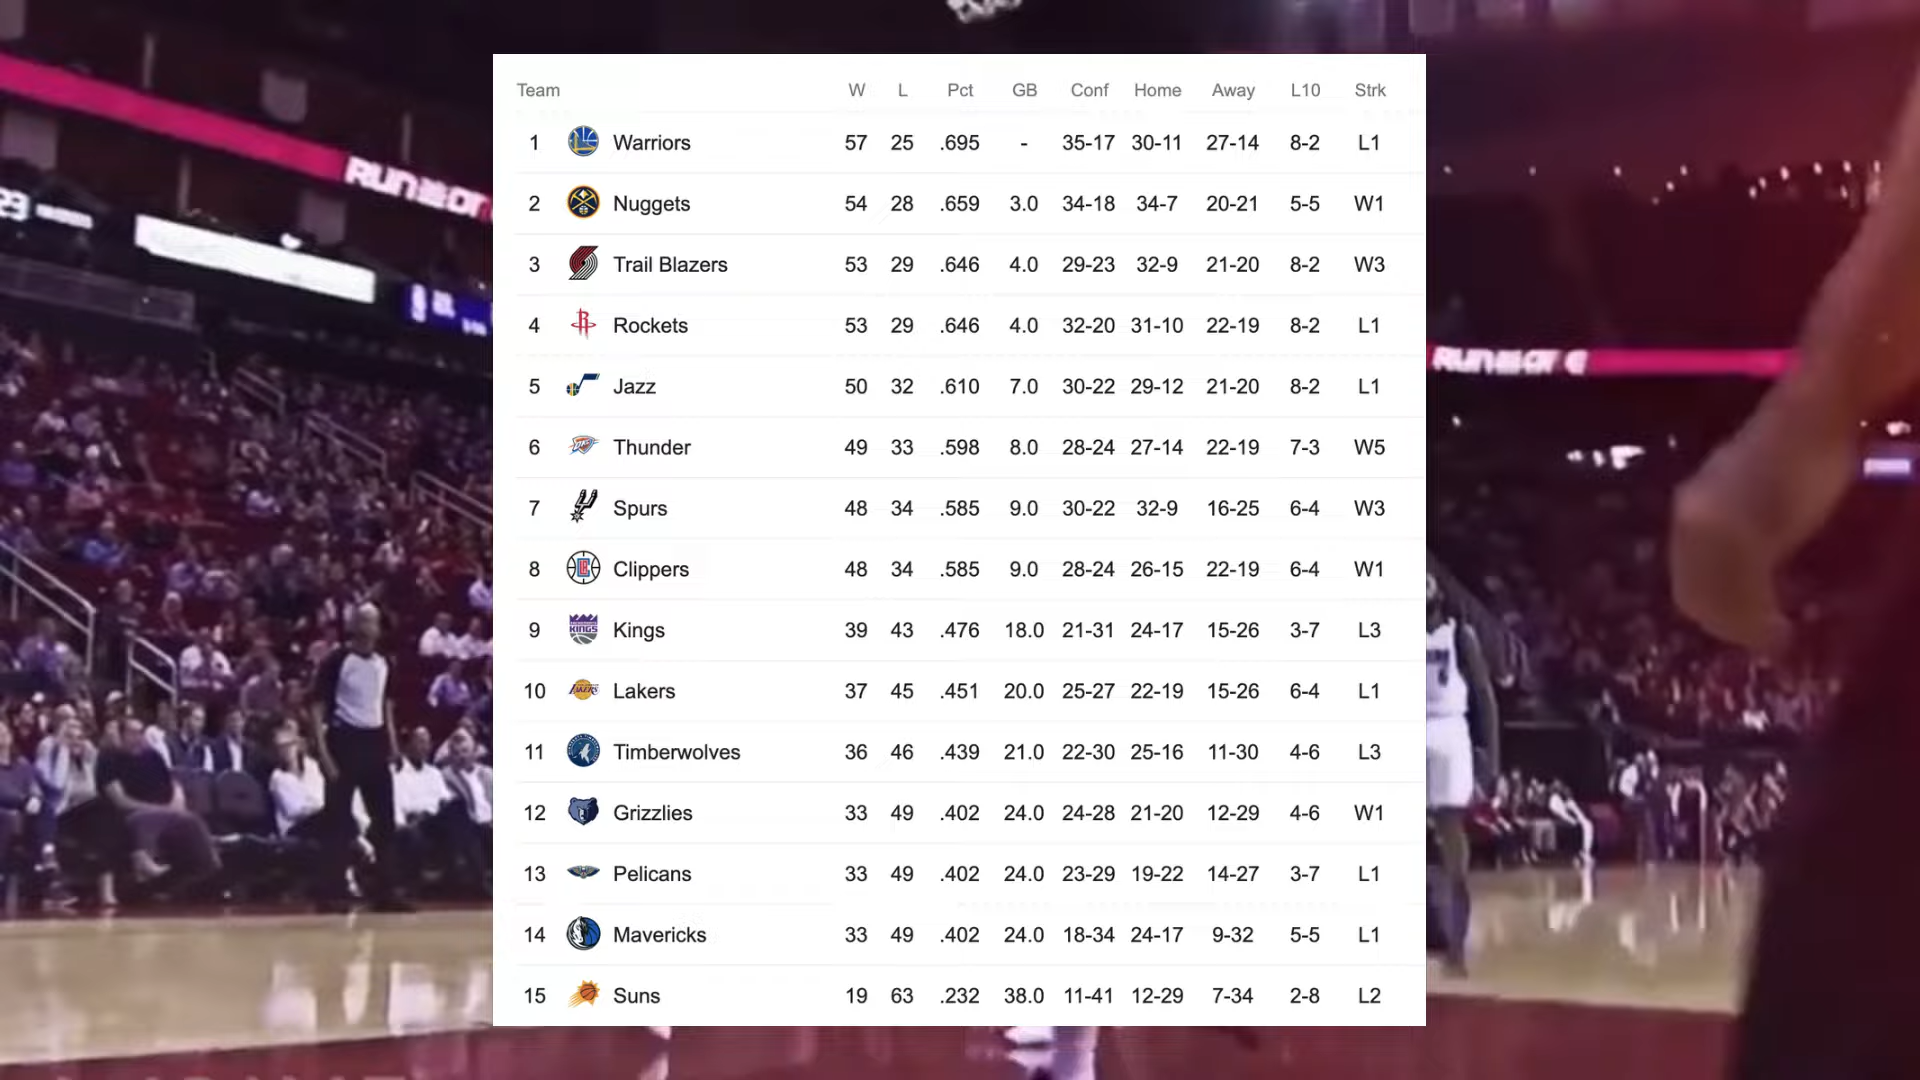 Team W L Pct GB Conf Home Away L10 Strk
1 Warriors 57 25 .695 - 35-17 30-11 27-14 8-2 L1
2 Nuggets 54 28 .659 3.0 34-18 34-7 20-21 5-5 W1
3 Trail Blazers 53 29 .646 4.0 29-23 32-9 21-20 8-2 W3
4 Rockets 53 29 .646 4.0 32-20 31-10 22-19 8-2 L1
5 Jazz 50 32 .610 7.0 30-22 29-12 21-20 8-2 L1
6 Thunder 49 33 .598 8.0 28-24 27-14 22-19 7-3 W5
7 Spurs 48 34 .585 9.0 30-22 32-9 16-25 6-4 W3
8 Clippers 48 34 .585 9.0 28-24 26-15 22-19 6-4 W1
9 Kings 39 43 .476 18.0 21-31 24-17 15-26 3-7 L3
10 Lakers 37 45 .451 20.0 25-27 22-19 15-26 6-4 L1
11 Timberwolves 36 46 .439 21.0 22-30 25-16 11-30 4-6 L3
12 Grizzlies 33 49 .402 24.0 24-28 21-20 12-29 4-6 W1
13 Pelicans 33 49 .402 24.0 23-29 19-22 14-27 3-7 L1
14 Mavericks 33 49 .402 24.0 18-34 24-17 9-32 5-5 L1
15 Suns 19 63 .232 38.0 11-41 12-29 7-34 2-8 L2